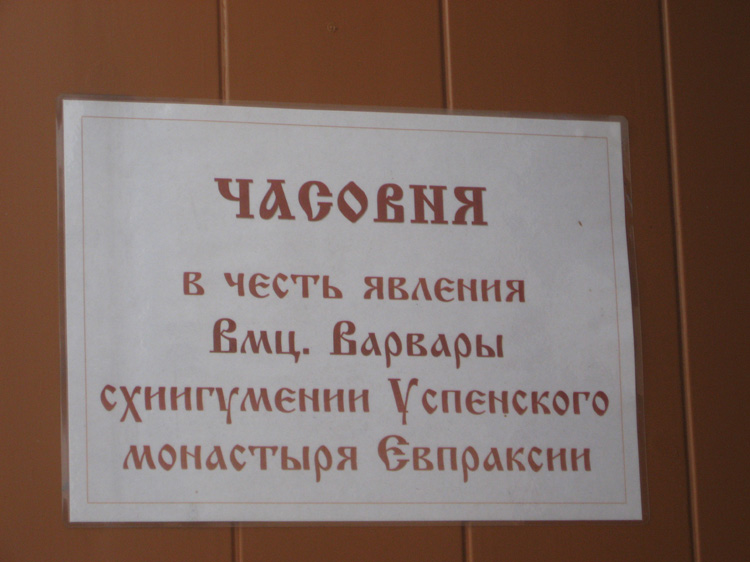 ЧАСОВНЯ
в честь явления
Вмц. Варвары
схиигумении Успенского
монастыря Евпраксии